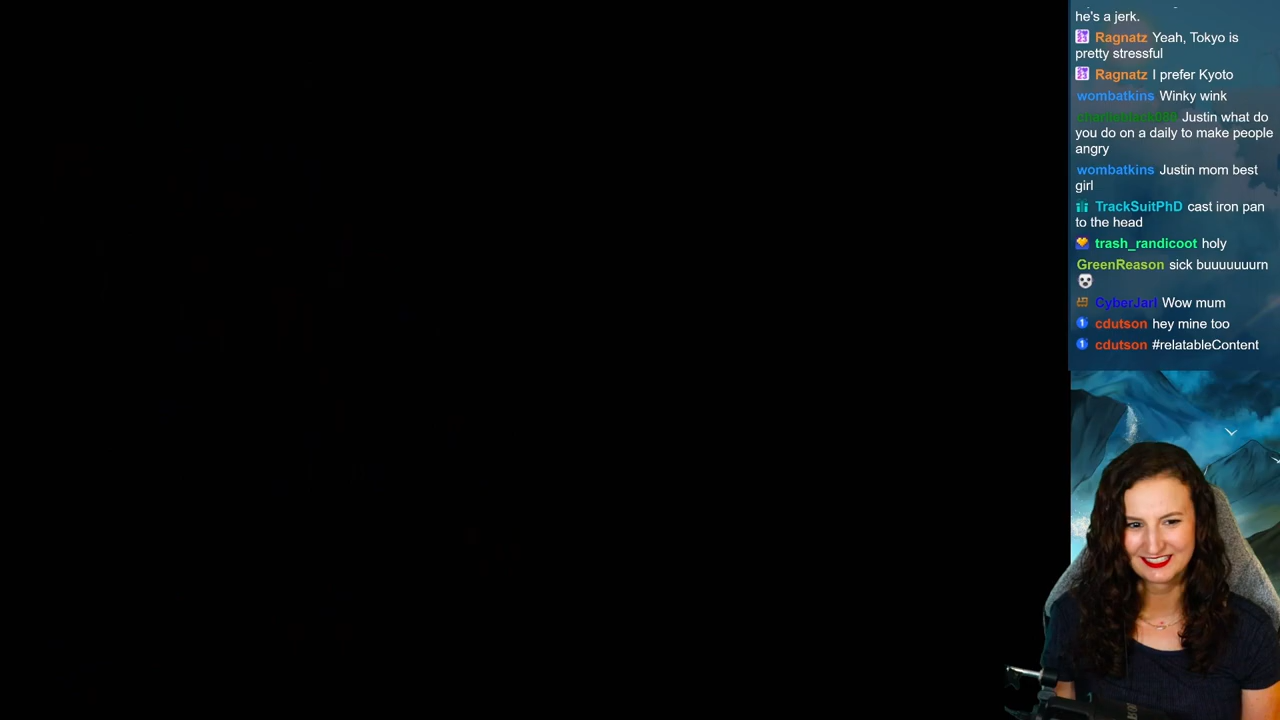 he's a jerk.
Ragnatz Yeah, Tokyo is
pretty stressful
Ragnatz I prefer Kyoto
wombatkins Winky wink
Justin what do
you do on a daily to make people
angry
wombatkins Justin mom best
girl
TrackSuitPhD cast iron pan
to the head
trash_randicoot holy
GreenReason sick buuuuuuurn
CyberJarl Wow mum
1 cdutson hey mine too
1 cdutson #relatableContent